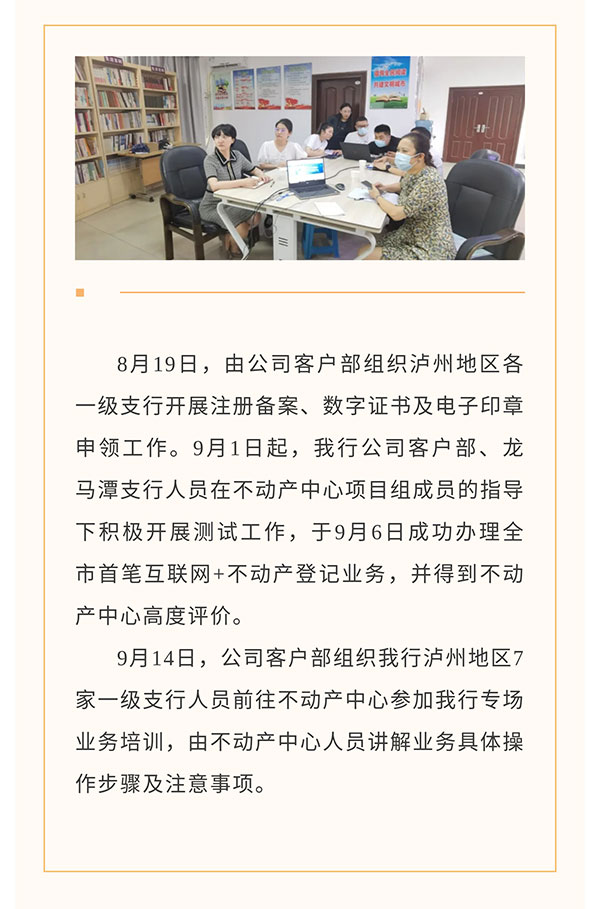 8月19日，由公司客户部组织泸州地区各
一级支行开展注册备案、数字证书及电子印章
申领工作。9月1日起，我行公司客户部、龙
马潭支行人员在不动产中心项目组成员的指导
下积极开展测试工作，于9月6日成功办理全
市首笔互联网+不动产登记业务，并得到不动
产中心高度评价。
9月14日，公司客户部组织我行泸州地区7
家一级支行人员前往不动产中心参加我行专场
业务培训，由不动产中心人员讲解业务具体操
作步骤及注意事项。